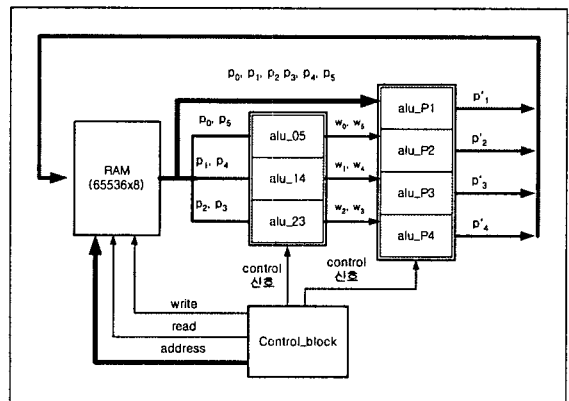 p₀, p₁, p₂ p₃, p₄, p₅
p₀, p₅
p₁, p₄
p₂, p₃
RAM
(65536x8)
alu_05
alu_14
alu_23
w₀, w₅
w₁, w₄
w₂, w₃
alu_P1
alu_P2
alu_P3
alu_P4
p'₁
p'₂
p'₃
p'₄
control
신호
control
신호
write
read
address
Control_block